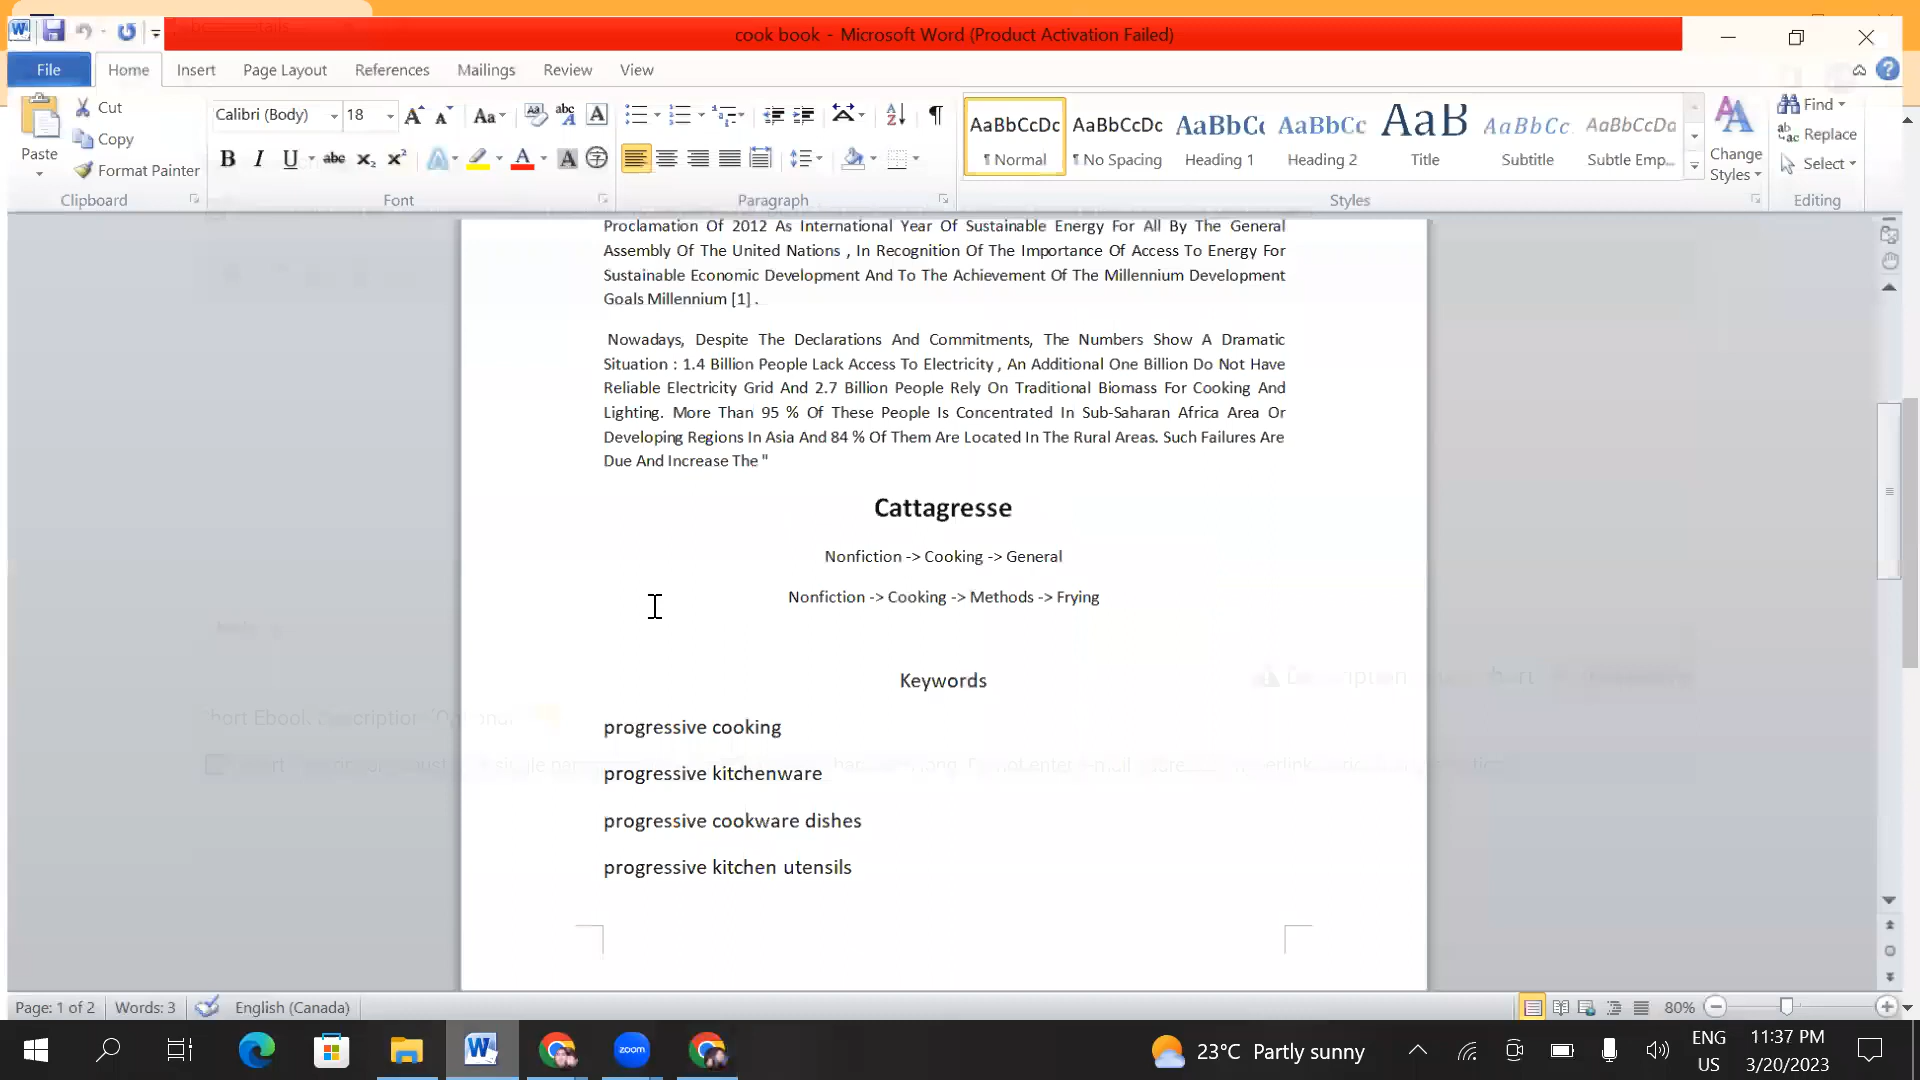 cook book - Microsoft Word (Product Activation Failed)
File Home Insert Page Layout References Mailings Review View
Paste
Cut
Copy
Format Painter
Clipboard
Calibri (Body) 18
Font
Paragraph
AaBbCcDc AaBbCcDc AaBbCc AaBbCc AaB AaBbCc. AaBbCcDa
¶ Normal ¶ No Spacing Heading 1 Heading 2 Title Subtitle Subtle Emp...
Change Styles
Styles
Find
Replace
Select
Editing
Proclamation Of 2012 As International Year Of Sustainable Energy For All By The General
Assembly Of The United Nations , In Recognition Of The Importance Of Access To Energy For
Sustainable Economic Development And To The Achievement Of The Millennium Development
Goals Millennium [1] .
Nowadays, Despite The Declarations And Commitments, The Numbers Show A Dramatic
Situation : 1.4 Billion People Lack Access To Electricity , An Additional One Billion Do Not Have
Reliable Electricity Grid And 2.7 Billion People Rely On Traditional Biomass For Cooking And
Lighting. More Than 95 % Of These People Is Concentrated In Sub-Saharan Africa Area Or
Developing Regions In Asia And 84 % Of Them Are Located In The Rural Areas. Such Failures Are
Due And Increase The "
Cattagresse
Nonfiction -> Cooking -> General
Nonfiction -> Cooking -> Methods -> Frying
Keywords
progressive cooking
progressive kitchenware
progressive cookware dishes
progressive kitchen utensils
Page: 1 of 2 Words: 3 English (Canada) 80%
zoom
23°C Partly sunny
ENG
US
11:37 PM
3/20/2023